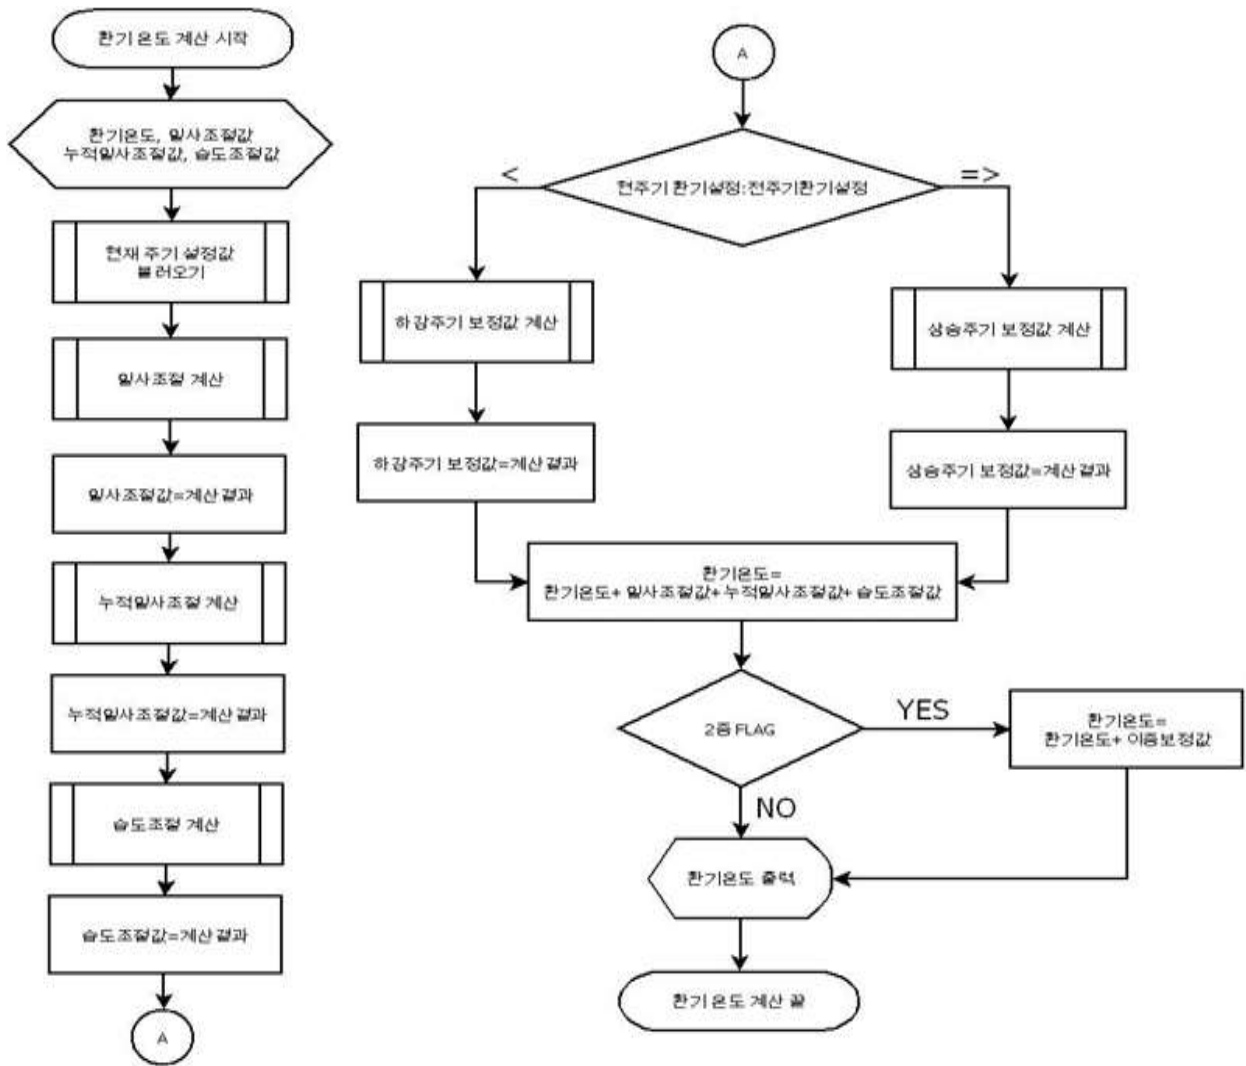 환기 온도 계산 시작
환기온도, 일사조절값
누적일사조절값, 습도조절값
현재 주기 설정값
불러오기
일사조절 계산
일사조절값=계산결과
누적일사조절 계산
누적일사조절값=계산결과
습도조절 계산
습도조절값=계산결과
A
A
현주기 환기설정:전주기환기설정
<
=>
하강주기 보정값 계산
상승주기 보정값 계산
하강주기 보정값=계산결과
상승주기 보정값=계산결과
환기온도=
환기온도+ 일사조절값+ 누적일사조절값+ 습도조절값
2중 FLAG
YES
환기온도=
환기온도+ 이중보정값
NO
환기온도 출력
환기 온도 계산 끝